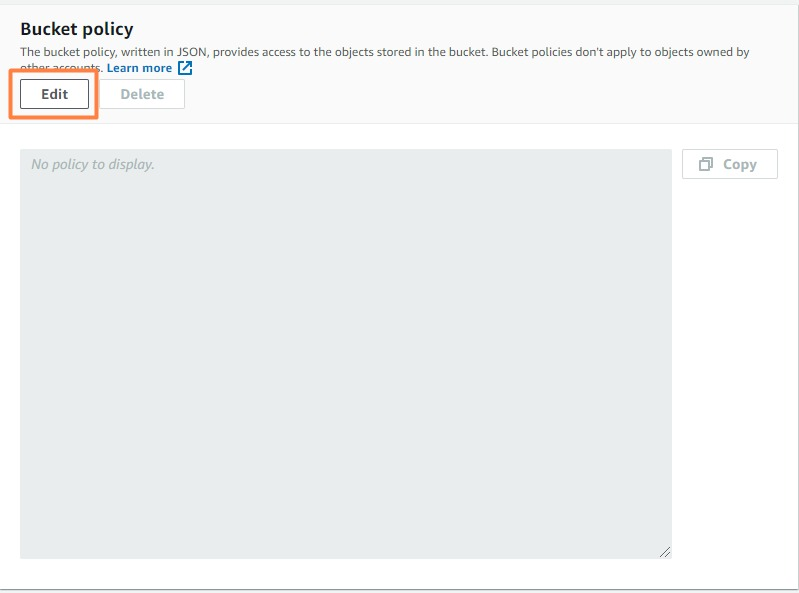 Bucket policy
The bucket policy, written in JSON, provides access to the objects stored in the bucket. Bucket policies don't apply to objects owned by
other accounts. Learn more
Edit Delete
No policy to display.
Copy